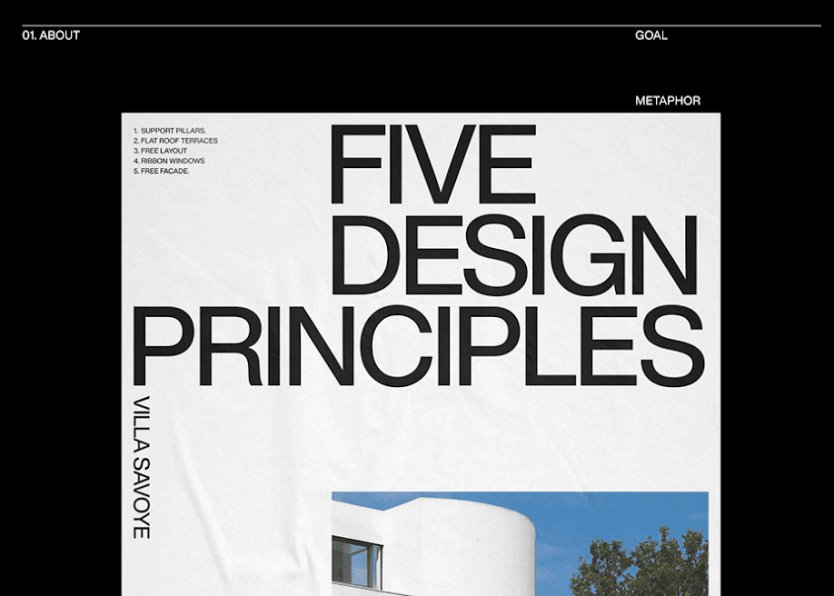 01. ABOUT
GOAL
METAPHOR
1. SUPPORT PILLARS.
2. FLAT ROOF TERRACES
3. FREE LAYOUT
4. RIBBON WINDOWS
5. FREE FAÇADE.
FIVE
DESIGN
PRINCIPLES
VILLA SAVOYE